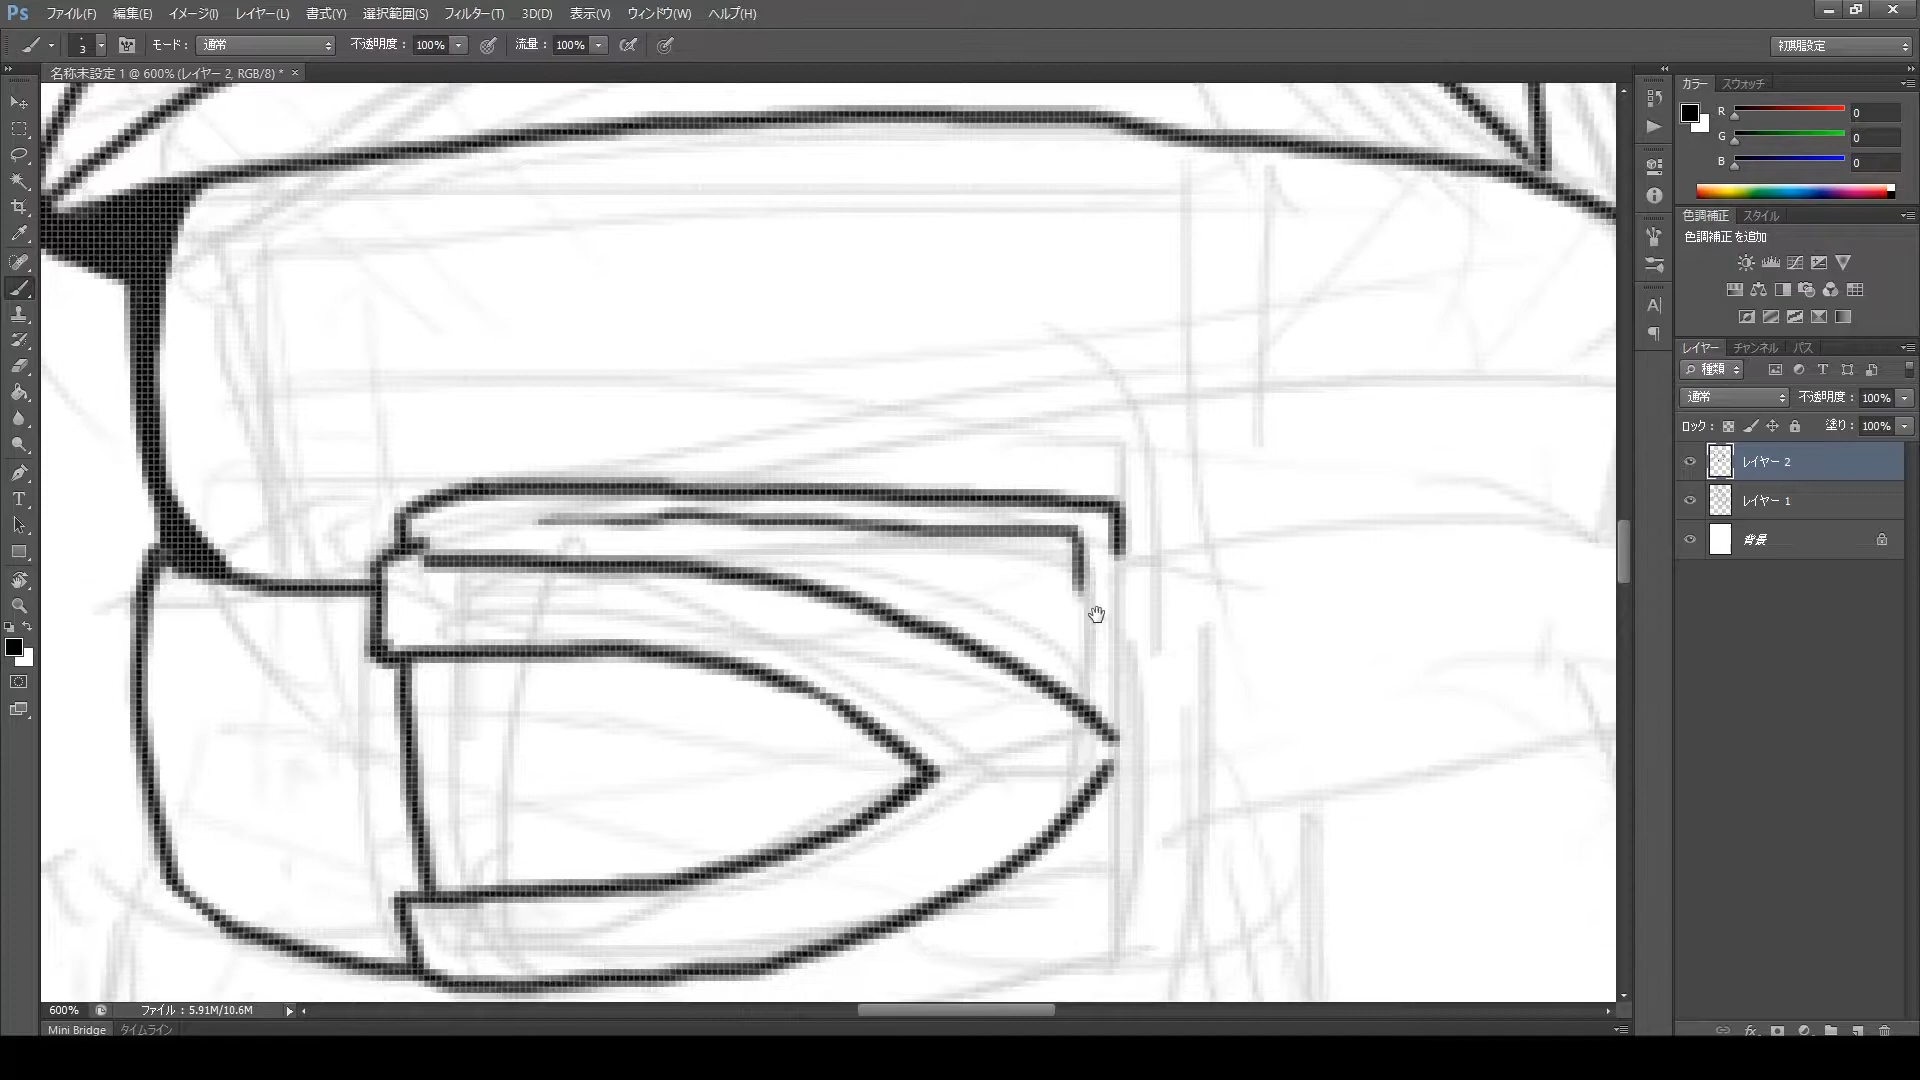 Ps ファイル(F) 編集(E) イメージ(I) レイヤー(L) 書式(Y) 選択範囲(S) フィルター(T) 3D(D) 表示(V) ウィンドウ(W) ヘルプ(H)
3 モード : 通常 不透明度 : 100% 流量 : 100% 初期設定
名称未設定 1 @ 600% (レイヤー 2, RGB/8) * ×
カラー スウォッチ
R 0
G 0
B 0
色調補正 スタイル
色調補正を追加
レイヤー チャンネル パス
種類
通常 不透明度 : 100%
ロック : 塗り : 100%
レイヤー 2
レイヤー 1
背景
600% ファイル : 5.91M/10.6M
Mini Bridge タイムライン